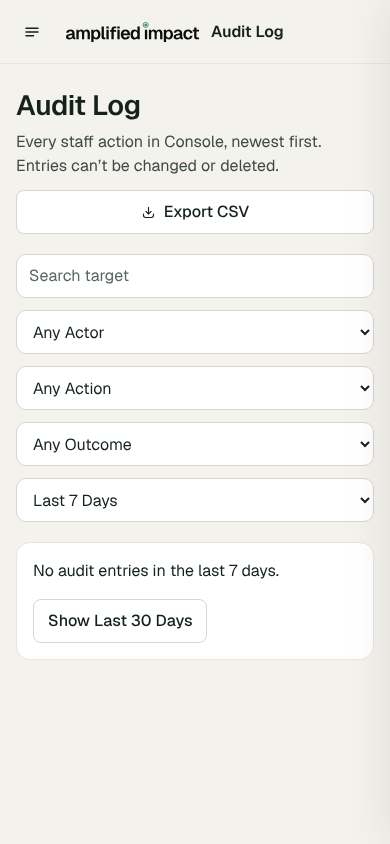 amplified impact Audit Log
Audit Log
Every staff action in Console, newest first.
Entries can’t be changed or deleted.
Export CSV
Search target
Any Actor
Any Action
Any Outcome
Last 7 Days
No audit entries in the last 7 days.
Show Last 30 Days